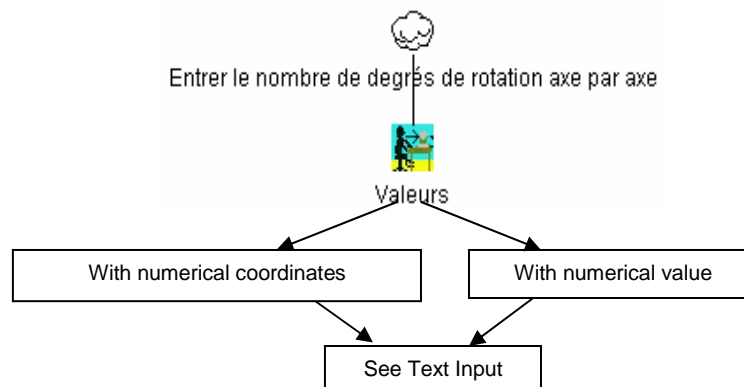 Entrer le nombre de degrés de rotation axe par axe
Valeurs
With numerical coordinates
With numerical value
See Text Input